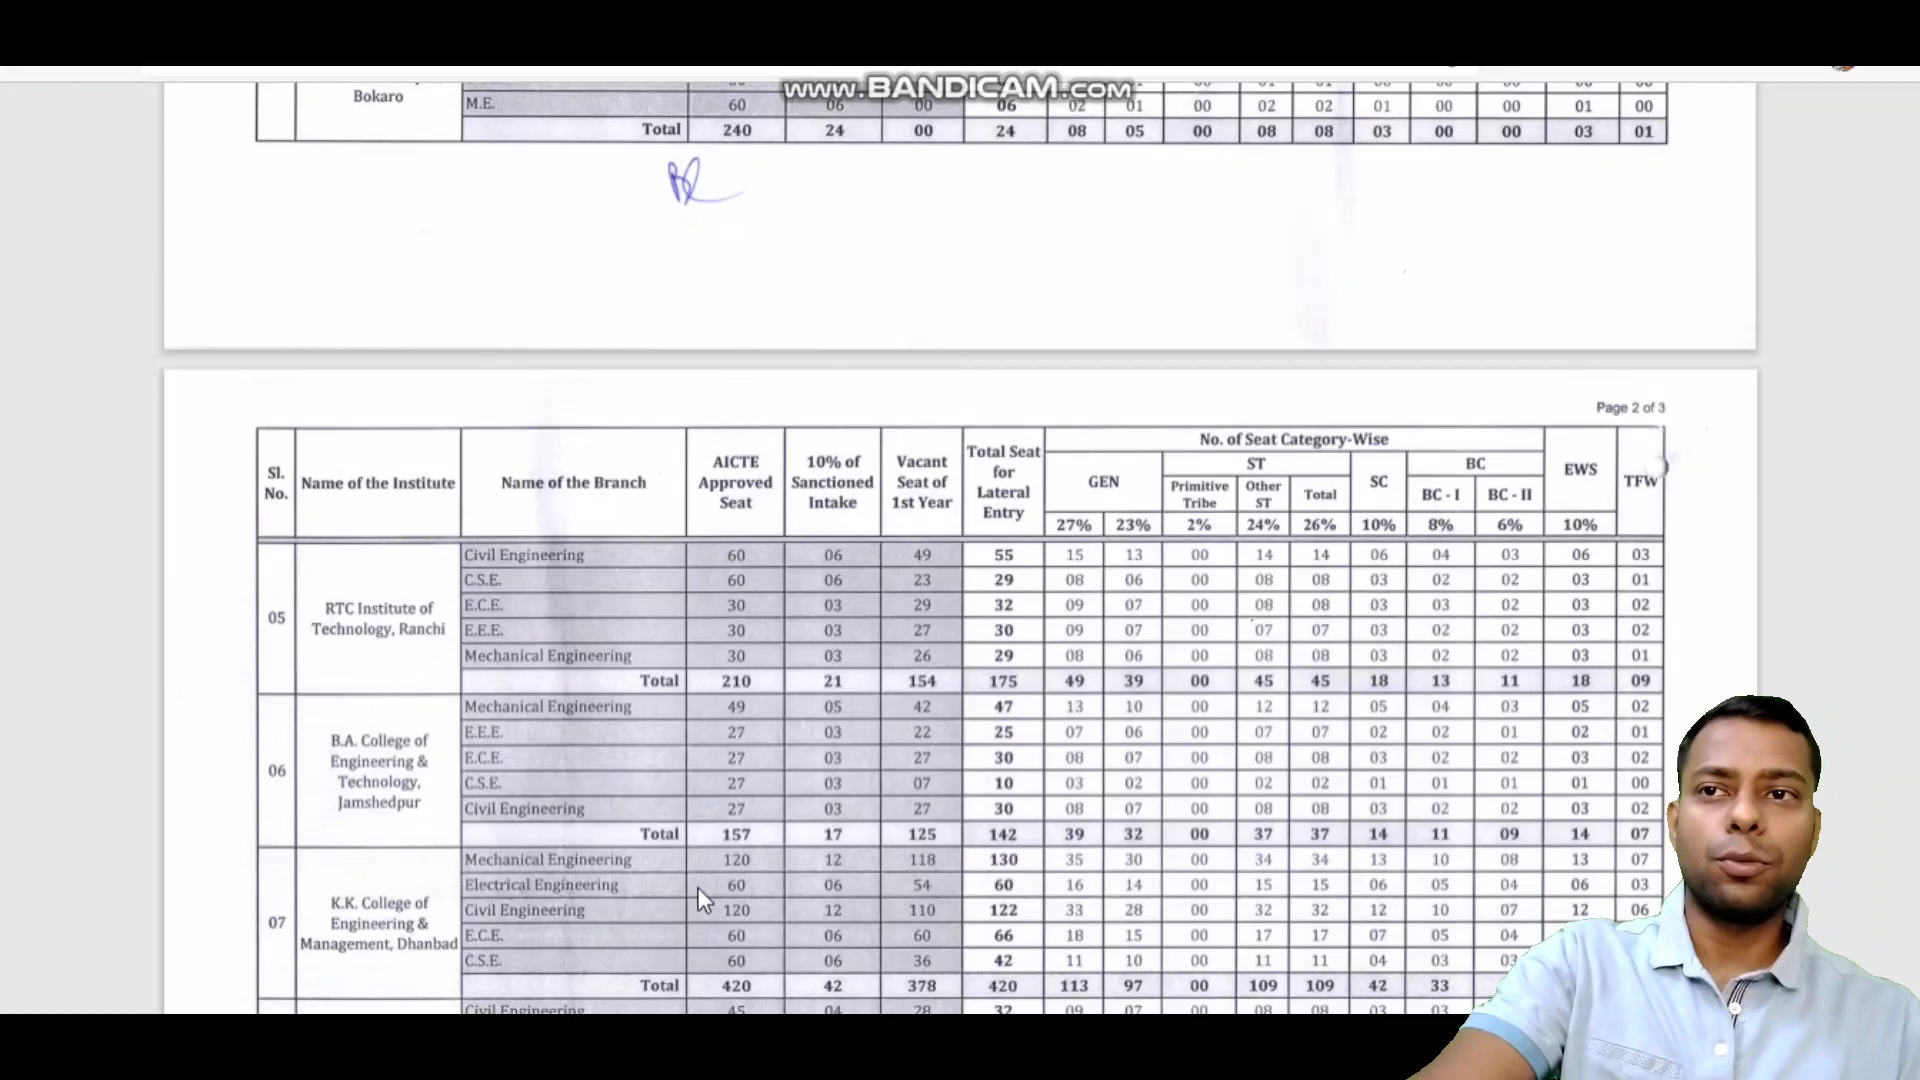 www.BANDICAM.com
Bokaro
M.E. 60 06 00 06 02 01 00 02 02 01 00 00 01 00
Total 240 24 00 24 08 05 00 08 08 03 00 00 03 01
Page 2 of 3
Sl. No. Name of the Institute Name of the Branch AICTE Approved Seat 10% of Sanctioned Intake Vacant Seat of 1st Year Total Seat for Lateral Entry No. of Seat Category-Wise
GEN ST SC BC EWS TFW
Primitive Tribe Other ST Total BC - I BC - II
27% 23% 2% 24% 26% 10% 8% 6% 10%
05 RTC Institute of Technology, Ranchi
Civil Engineering 60 06 49 55 15 13 00 14 14 06 04 03 06 03
C.S.E. 60 06 23 29 08 06 00 08 08 03 02 02 03 01
E.C.E. 30 03 29 32 09 07 00 08 08 03 03 02 03 02
E.E.E. 30 03 27 30 09 07 00 07 07 03 02 02 03 02
Mechanical Engineering 30 03 26 29 08 06 00 08 08 03 02 02 03 01
Total 210 21 154 175 49 39 00 45 45 18 13 11 18 09
06 B.A. College of Engineering & Technology, Jamshedpur
Mechanical Engineering 49 05 42 47 13 10 00 12 12 05 04 03 05 02
E.E.E. 27 03 22 25 07 06 00 07 07 02 02 01 02 01
E.C.E. 27 03 27 30 08 07 00 08 08 03 02 02 03 02
C.S.E. 27 03 07 10 03 02 00 02 02 01 01 01 01 00
Civil Engineering 27 03 27 30 08 07 00 08 08 03 02 02 03 02
Total 157 17 125 142 39 32 00 37 37 14 11 09 14 07
07 K.K. College of Engineering & Management, Dhanbad
Mechanical Engineering 120 12 118 130 35 30 00 34 34 13 10 08 13 07
Electrical Engineering 60 06 54 60 16 14 00 15 15 06 05 04 06 03
Civil Engineering 120 12 110 122 33 28 00 32 32 12 10 07 12 06
E.C.E. 60 06 60 66 18 15 00 17 17 07 05 04
C.S.E. 60 06 36 42 11 10 00 11 11 04 03 03
Total 420 42 378 420 113 97 00 109 109 42 33
Civil Engineering 45 04 28 32 09 07 00 08 08 03 03